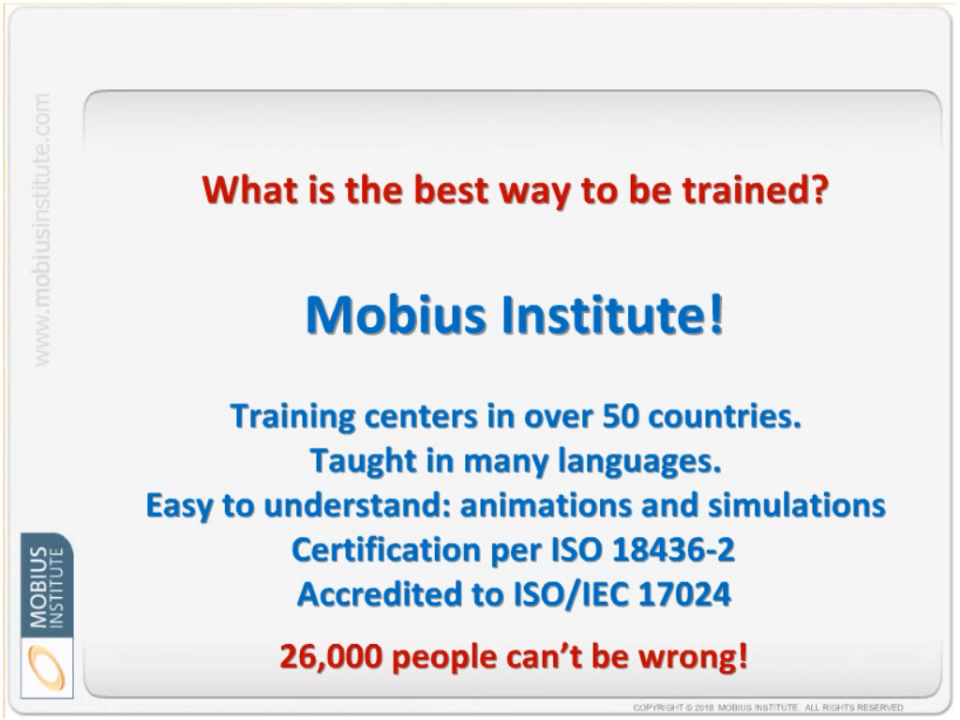 www.mobiusinstitute.com
What is the best way to be trained?
Mobius Institute!
Training centers in over 50 countries.
Taught in many languages.
Easy to understand: animations and simulations
Certification per ISO 18436-2
Accredited to ISO/IEC 17024
26,000 people can't be wrong!
MOBIUS
INSTITUTE
COPYRIGHT © 2018 MOBIUS INSTITUTE. ALL RIGHTS RESERVED